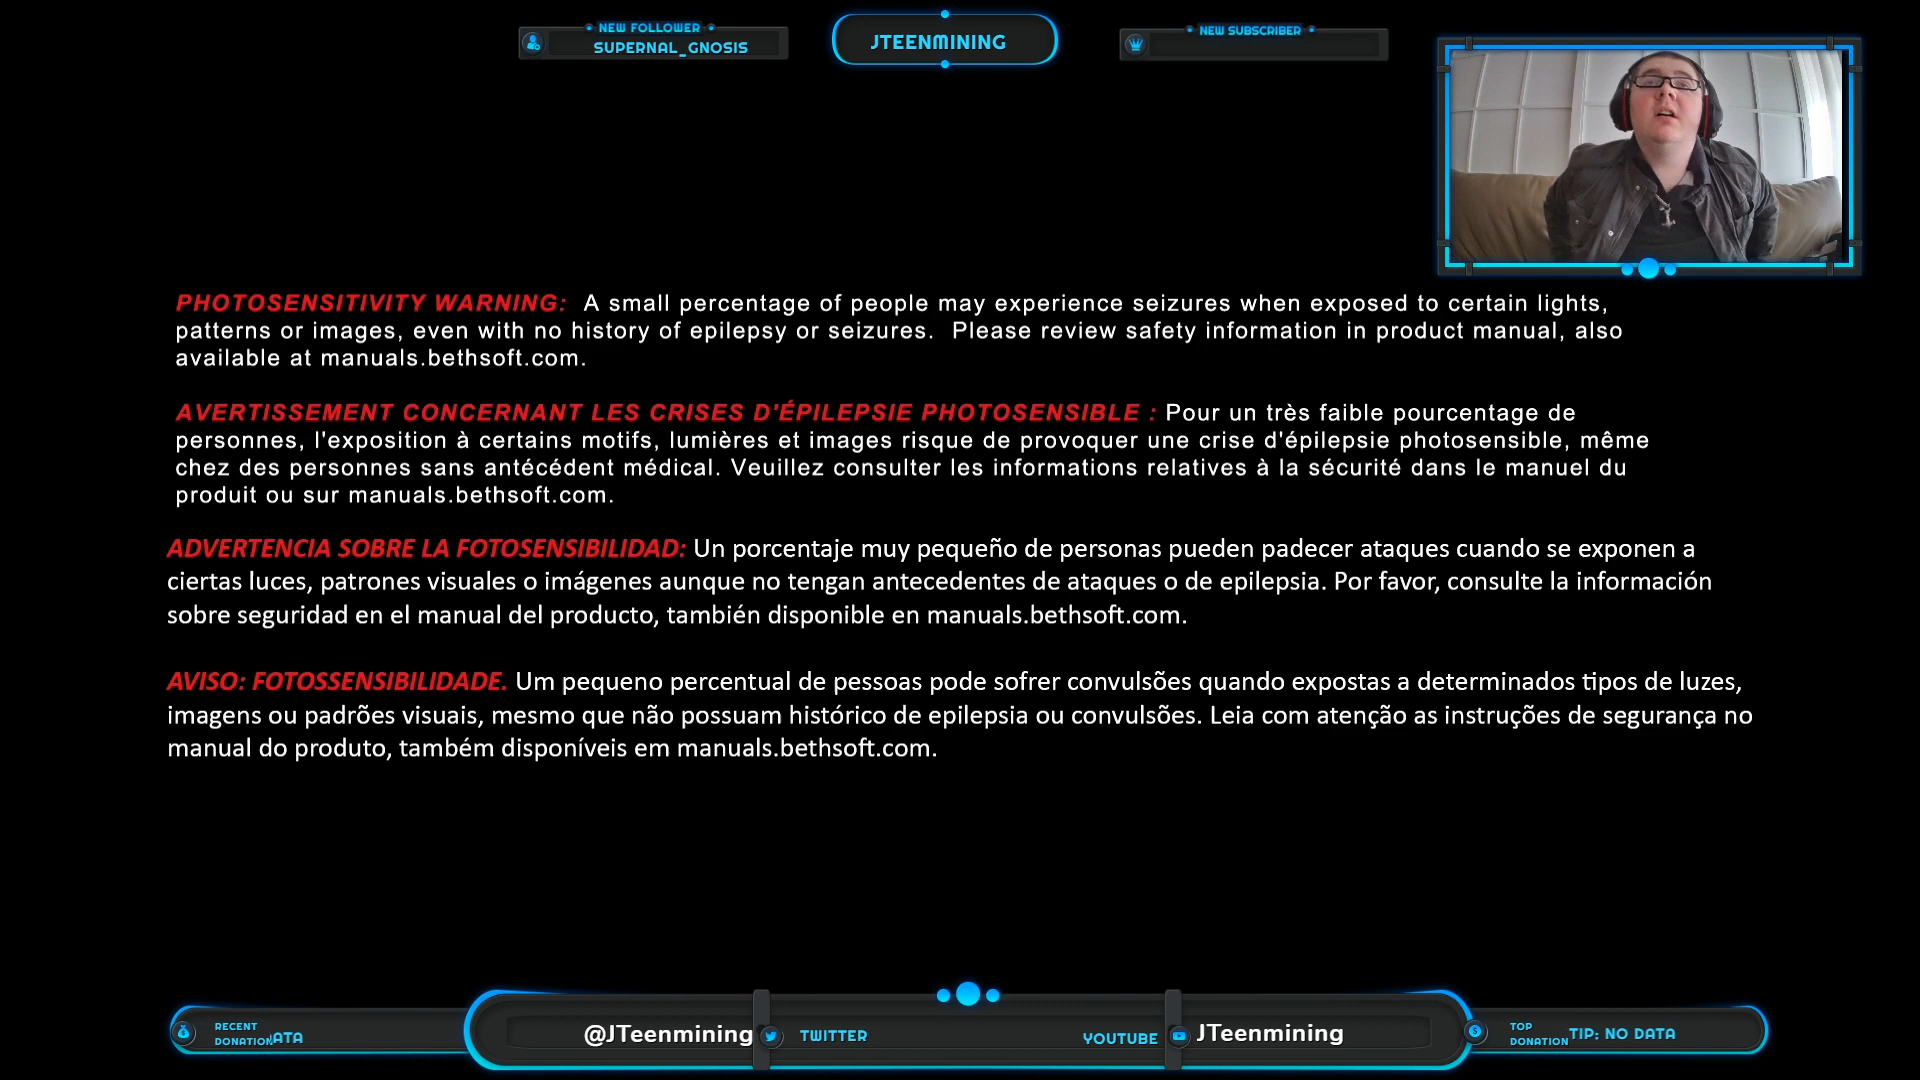 NEW FOLLOWER
SUPERNAL_GNOSIS
JTEENMINING
NEW SUBSCRIBER
PHOTOSENSITIVITY WARNING: A small percentage of people may experience seizures when exposed to certain lights,
patterns or images, even with no history of epilepsy or seizures. Please review safety information in product manual, also
available at manuals.bethsoft.com.
AVERTISSEMENT CONCERNANT LES CRISES D'ÉPILEPSIE PHOTOSENSIBLE : Pour un très faible pourcentage de
personnes, l'exposition à certains motifs, lumières et images risque de provoquer une crise d'épilepsie photosensible, même
chez des personnes sans antécédent médical. Veuillez consulter les informations relatives à la sécurité dans le manuel du
produit ou sur manuals.bethsoft.com.
ADVERTENCIA SOBRE LA FOTOSENSIBILIDAD: Un porcentaje muy pequeño de personas pueden padecer ataques cuando se exponen a
ciertas luces, patrones visuales o imágenes aunque no tengan antecedentes de ataques o de epilepsia. Por favor, consulte la información
sobre seguridad en el manual del producto, también disponible en manuals.bethsoft.com.
AVISO: FOTOSSENSIBILIDADE. Um pequeno percentual de pessoas pode sofrer convulsões quando expostas a determinados tipos de luzes,
imagens ou padrões visuais, mesmo que não possuam histórico de epilepsia ou convulsões. Leia com atenção as instruções de segurança no
manual do produto, também disponíveis em manuals.bethsoft.com.
RECENT
DONATION ATA
@JTeenmining TWITTER
YOUTUBE JTeenmining
TOP
DONATION TIP: NO DATA